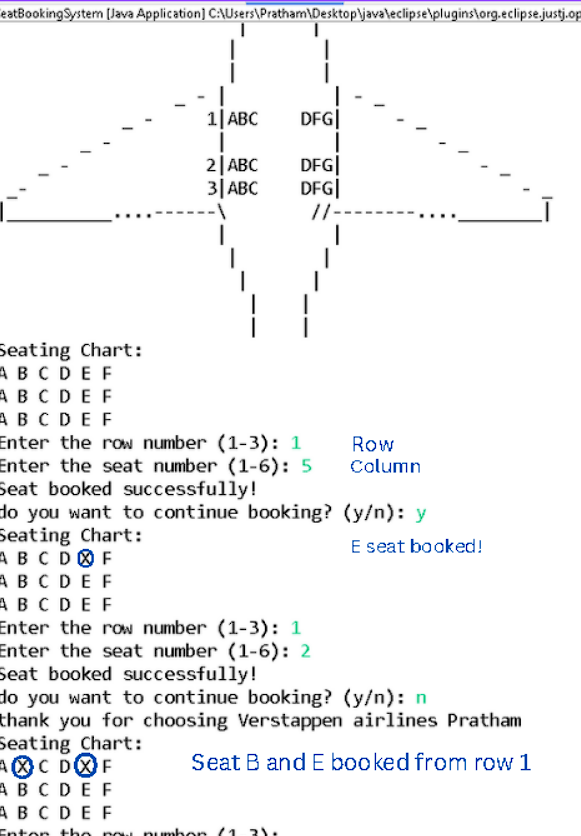 eatBookingSystem [Java Application] C:\Users\Pratham\Desktop\java\eclipse\plugins\org.eclipse.justj.op
1|ABC DFG|
2|ABC DFG|
3|ABC DFG|
Seating Chart:
A B C D E F
A B C D E F
A B C D E F
Enter the row number (1-3): 1 Row
Enter the seat number (1-6): 5 Column
Seat booked successfully!
do you want to continue booking? (y/n): y
Seating Chart:
E seat booked!
A B C D X F
A B C D E F
A B C D E F
Enter the row number (1-3): 1
Enter the seat number (1-6): 2
Seat booked successfully!
do you want to continue booking? (y/n): n
thank you for choosing Verstappen airlines Pratham
Seating Chart:
A X C D X F Seat B and E booked from row 1
A B C D E F
A B C D E F
Enter the row number (1-3):